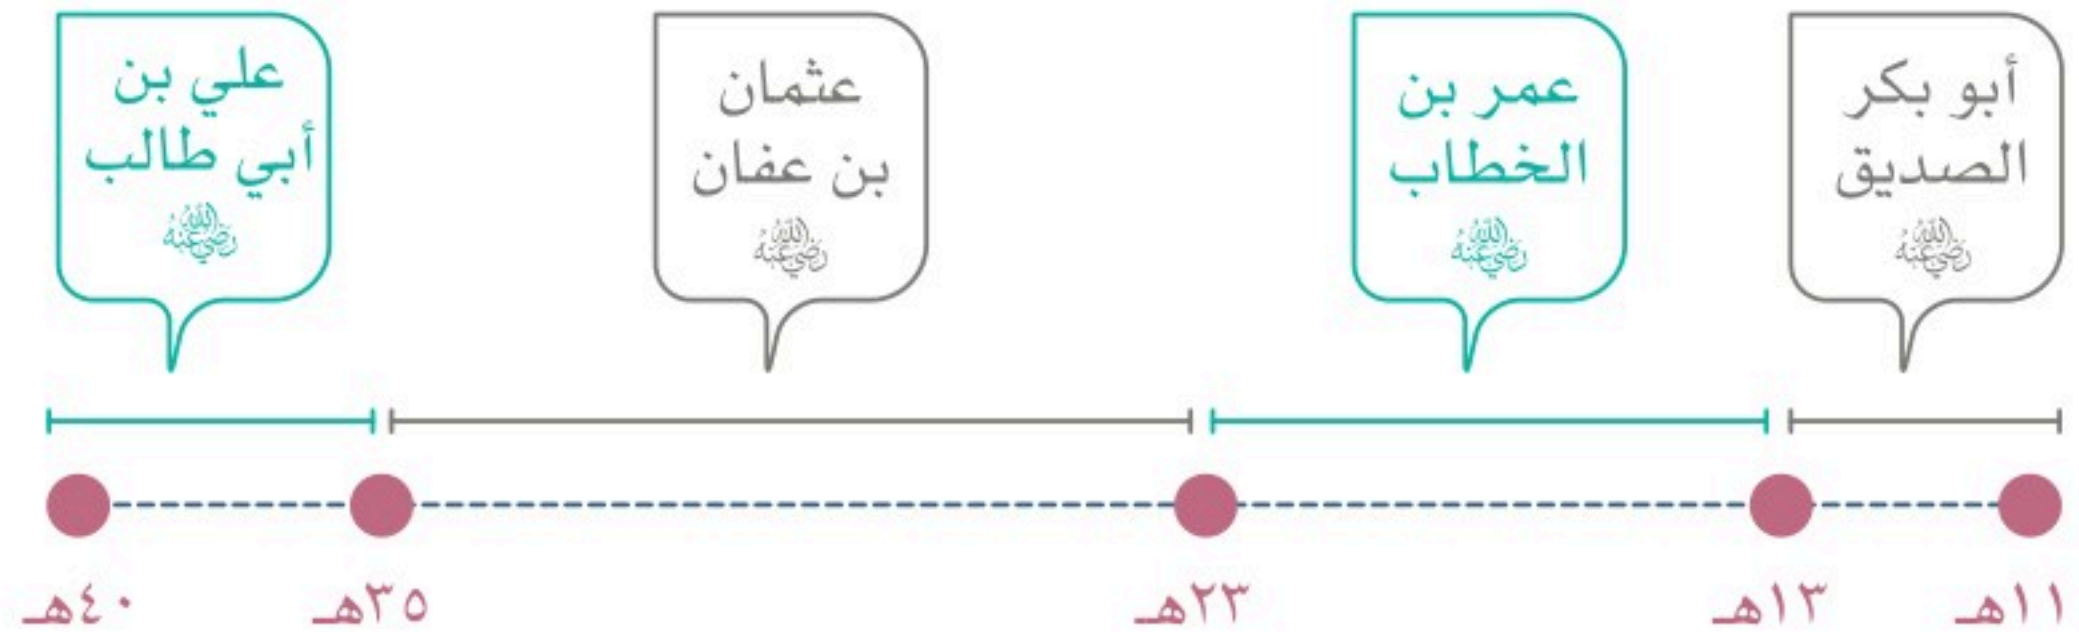 أبو بكر
الصديق
رضي الله عنه
عمر بن
الخطاب
رضي الله عنه
عثمان
بن عفان
رضي الله عنه
علي بن
أبي طالب
رضي الله عنه
١١هـ
١٣هـ
٢٣هـ
٣٥هـ
٤٠هـ